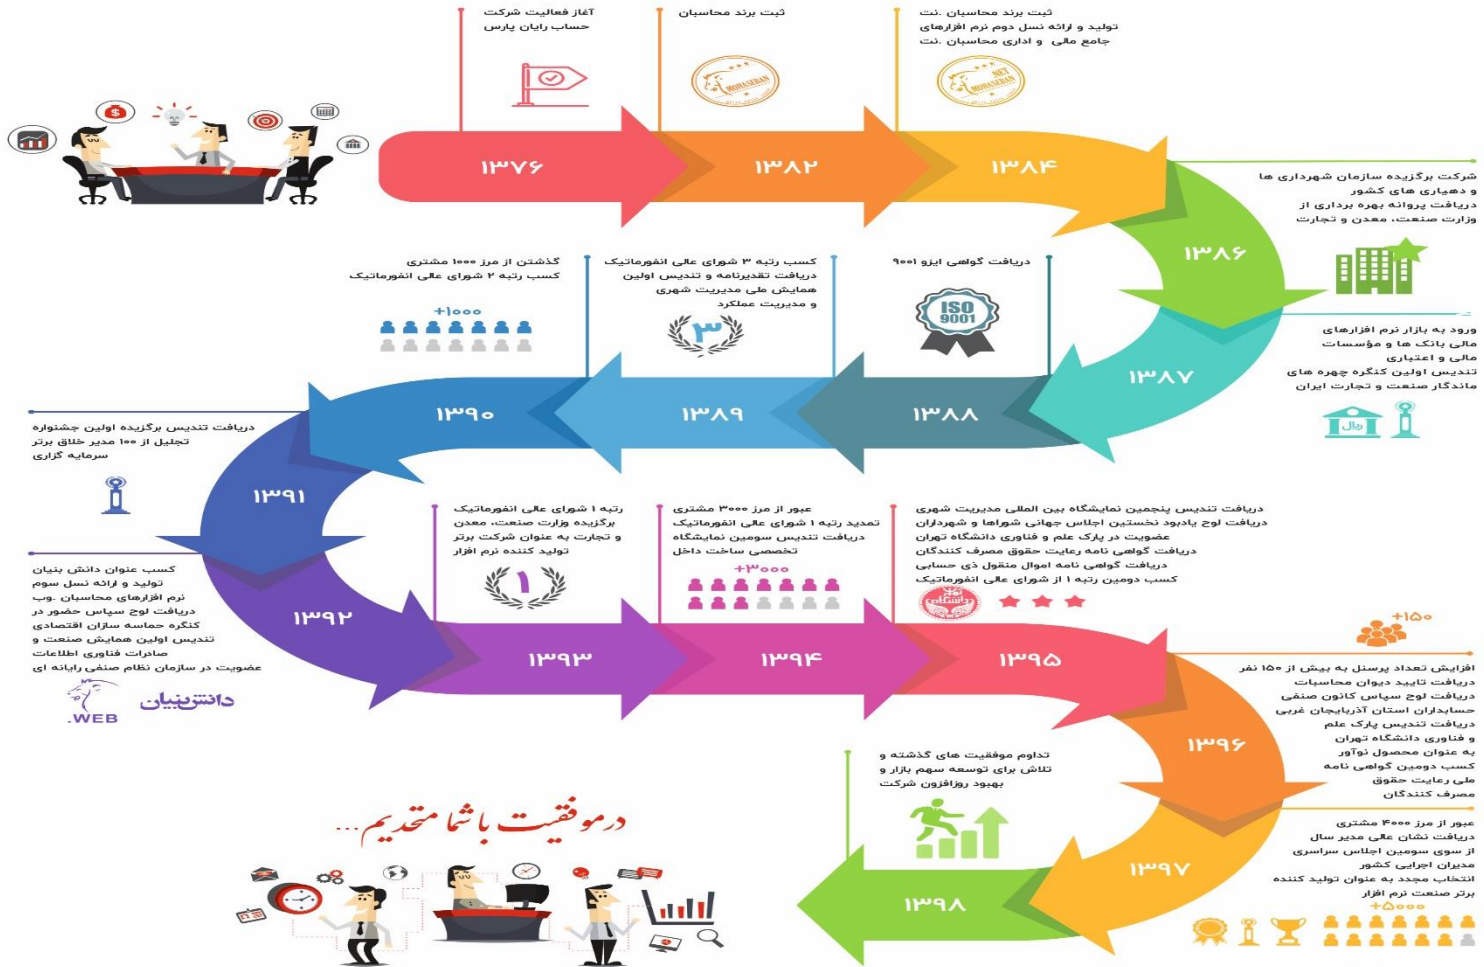 آغاز فعالیت شرکت
حساب رایان پارس
۱۳۷۶
ثبت برند محاسبان
MOHASEBAN
۱۳۸۲
ثبت برند محاسبان .نت
تولید و ارائه نسل دوم نرم افزارهای
جامع مالی و اداری محاسبان .نت
.NET
MOHASEBAN
۱۳۸۴
شرکت برگزیده سازمان شهرداری ها
و دهیاری های کشور
دریافت پروانه بهره برداری از
وزارت صنعت، معدن و تجارت
۱۳۸۶
ورود به بازار نرم افزارهای
مالی بانک ها و مؤسسات
مالی و اعتباری
تندیس اولین کنگره چهره های
ماندگار صنعت و تجارت ایران
ریال
۱۳۸۷
دریافت گواهی ایزو ۹۰۰۱
ISO
9001
۱۳۸۸
کسب رتبه ۳ شورای عالی انفورماتیک
دریافت تقدیرنامه و تندیس اولین
همایش ملی مدیریت شهری
و مدیریت عملکرد
۳
۱۳۸۹
گذشتن از مرز ۱۰۰۰ مشتری
کسب رتبه ۲ شورای عالی انفورماتیک
+۱۰۰۰
۱۳۹۰
دریافت تندیس برگزیده اولین جشنواره
تجلیل از ۱۰۰ مدیر خلاق برتر
سرمایه گزاری
۱۳۹۱
کسب عنوان دانش بنیان
تولید و ارائه نسل سوم
نرم افزارهای محاسبان .وب
دریافت لوح سپاس حضور در
کنگره حماسه سازان اقتصادی
تندیس اولین همایش صنعت و
صادرات فناوری اطلاعات
عضویت در سازمان نظام صنفی رایانه ای
دانش‌بنیان
.WEB
۱۳۹۲
رتبه ۱ شورای عالی انفورماتیک
برگزیده وزارت صنعت، معدن
و تجارت به عنوان شرکت برتر
تولید کننده نرم افزار
۱
۱۳۹۳
عبور از مرز ۳۰۰۰ مشتری
تمدید رتبه ۱ شورای عالی انفورماتیک
دریافت تندیس سومین نمایشگاه
تخصصی ساخت داخل
+۳۰۰۰
۱۳۹۴
دریافت تندیس پنجمین نمایشگاه بین المللی مدیریت شهری
دریافت لوح یادبود نخستین اجلاس جهانی شوراها و شهرداران
عضویت در پارک علم و فناوری دانشگاه تهران
دریافت گواهی نامه رعایت حقوق مصرف کنندگان
دریافت گواهی نامه اموال منقول ذی حسابی
کسب دومین رتبه ۱ از شورای عالی انفورماتیک
۱۳۹۵
+۱۵۰
افزایش تعداد پرسنل به بیش از ۱۵۰ نفر
دریافت تایید دیوان محاسبات
دریافت لوح سپاس کانون صنفی
حسابداران استان آذربایجان غربی
دریافت تندیس پارک علم
و فناوری دانشگاه تهران
به عنوان محصول نوآور
کسب دومین گواهی نامه
ملی رعایت حقوق
مصرف کنندگان
۱۳۹۶
عبور از مرز ۴۰۰۰ مشتری
دریافت نشان عالی مدیر سال
از سوی سومین اجلاس سراسری
مدیران اجرایی کشور
انتخاب مجدد به عنوان تولید کننده
برتر صنعت نرم افزار
+۵۰۰۰
۱۳۹۷
تداوم موفقیت های گذشته و
تلاش برای توسعه سهم بازار و
بهبود روزافزون شرکت
۱۳۹۸
درموفقیت با شما متحدیم...